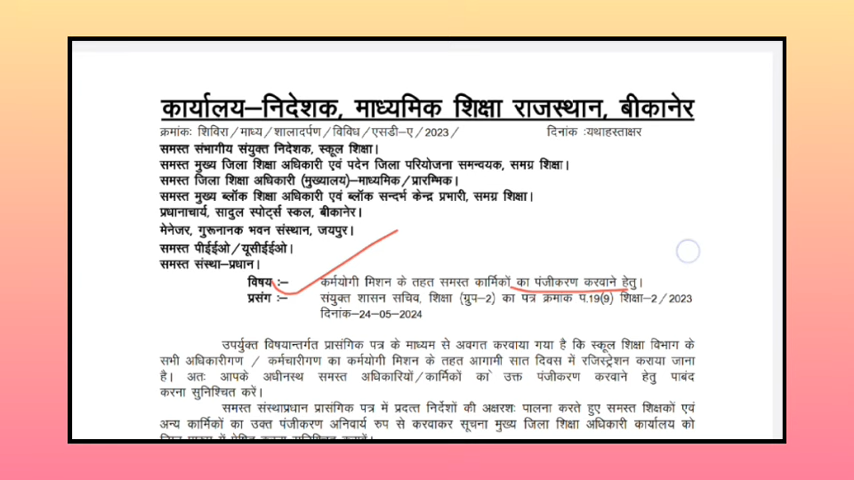 कार्यालय–निदेशक, माध्यमिक शिक्षा राजस्थान, बीकानेर
क्रमांकः शिविरा/माध्य/शालादर्पण/विविध/एसडी–ए/2023/ दिनांक :यथाहस्ताक्षर
समस्त संभागीय संयुक्त निदेशक, स्कूल शिक्षा।
समस्त मुख्य जिला शिक्षा अधिकारी एवं पदेन जिला परियोजना समन्वयक, समग्र शिक्षा।
समस्त जिला शिक्षा अधिकारी (मुख्यालय)–माध्यमिक/प्रारम्भिक।
समस्त मुख्य ब्लॉक शिक्षा अधिकारी एवं ब्लॉक सन्दर्भ केन्द्र प्रभारी, समग्र शिक्षा।
प्रधानाचार्य, सादुल स्पोर्ट्स स्कूल, बीकानेर।
मेनेजर, गुरूनानक भवन संस्थान, जयपुर।
समस्त पीईईओ/यूसीईईओ।
समस्त संस्था–प्रधान।
विषय :– कर्मयोगी मिशन के तहत समस्त कार्मिकों का पंजीकरण करवाने हेतु।
प्रसंग :– संयुक्त शासन सचिव, शिक्षा (ग्रुप–2) का पत्र क्रमांक प.19(9) शिक्षा–2/2023
दिनांक–24-05-2024
उपर्युक्त विषयान्तर्गत प्रासंगिक पत्र के माध्यम से अवगत करवाया गया है कि स्कूल शिक्षा विभाग के
सभी अधिकारीगण / कर्मचारीगण का कर्मयोगी मिशन के तहत आगामी सात दिवस में रजिस्ट्रेशन कराया जाना
है। अतः आपके अधीनस्थ समस्त अधिकारियों/कार्मिकों का उक्त पंजीकरण करवाने हेतु पाबंद
करना सुनिश्चित करें।
समस्त संस्थाप्रधान प्रासंगिक पत्र में प्रदत्त निर्देशों की अक्षरशः पालना करते हुए समस्त शिक्षकों एवं
अन्य कार्मिकों का उक्त पंजीकरण अनिवार्य रुप से करवाकर सूचना मुख्य जिला शिक्षा अधिकारी कार्यालय को